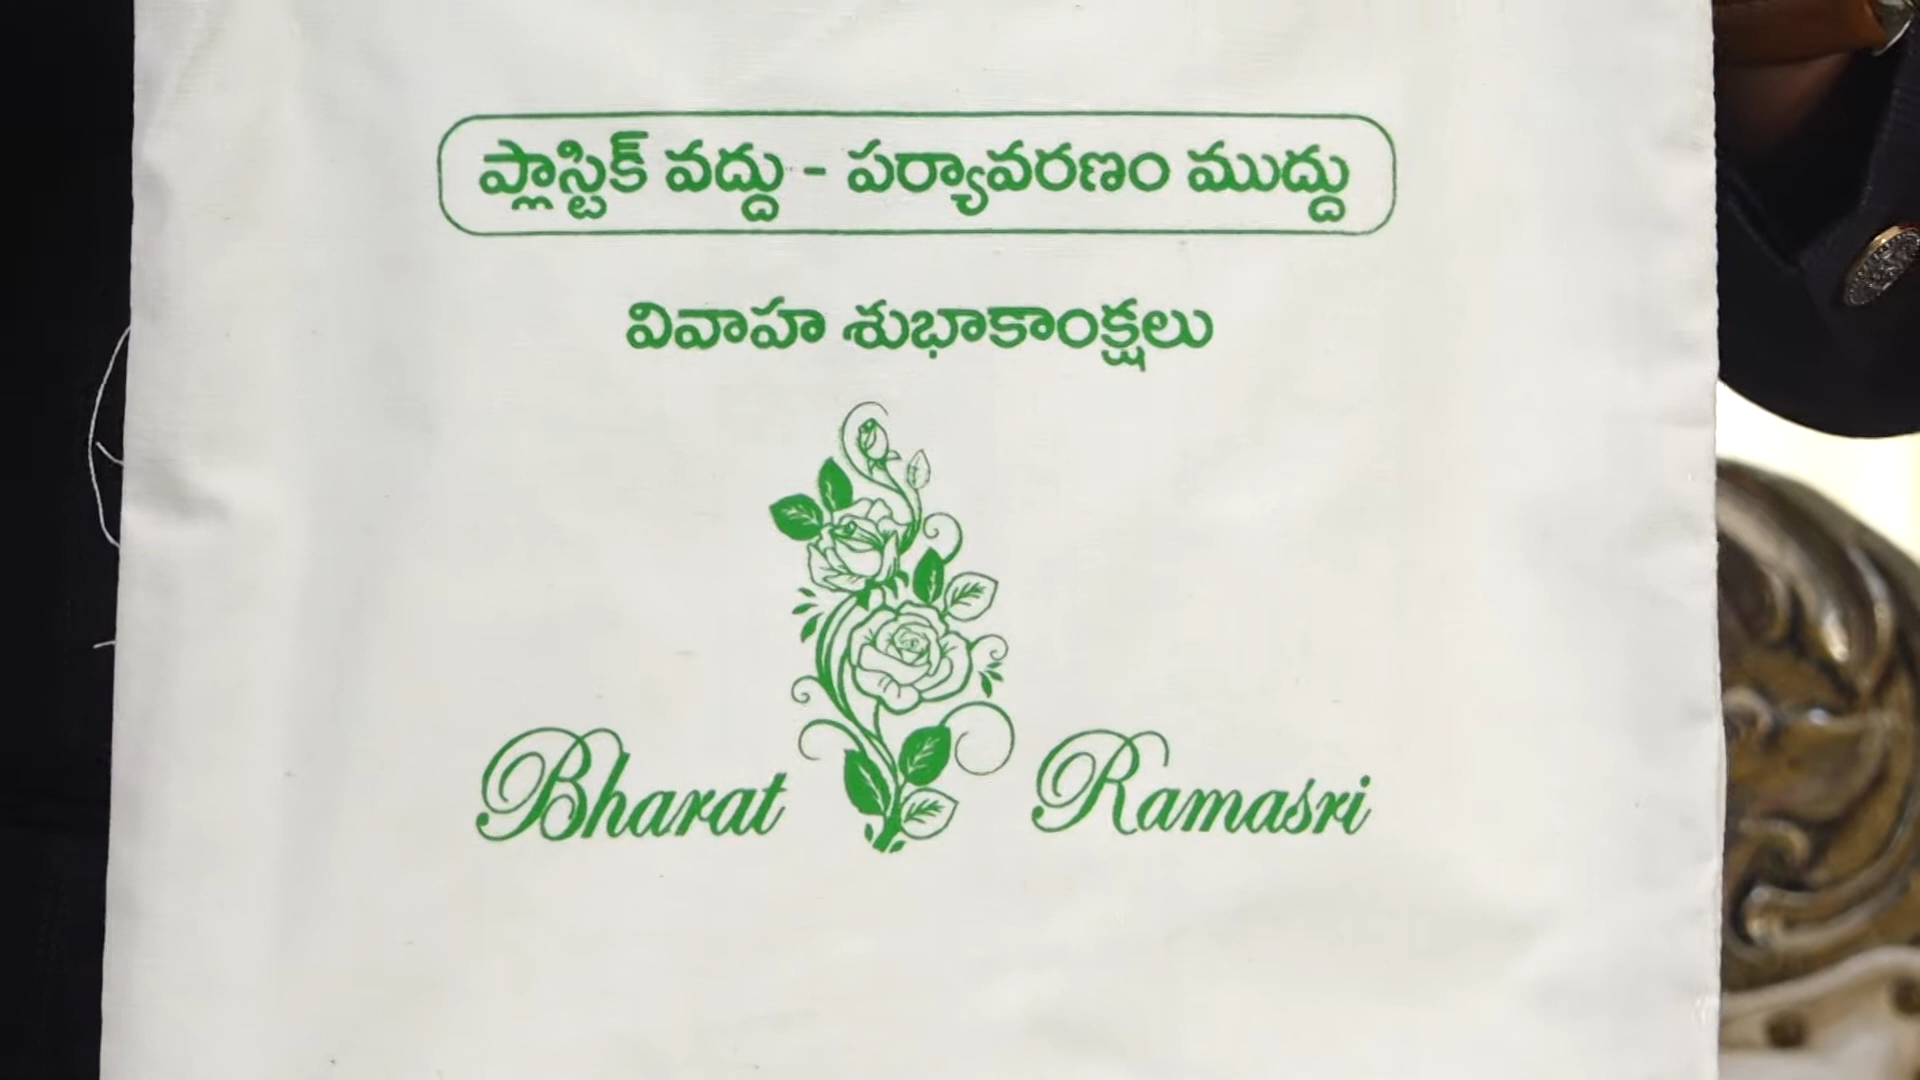 ప్లాస్టిక్ వద్దు - పర్యావరణం ముద్దు
వివాహ శుభాకాంక్షలు
Bharat Ramasri